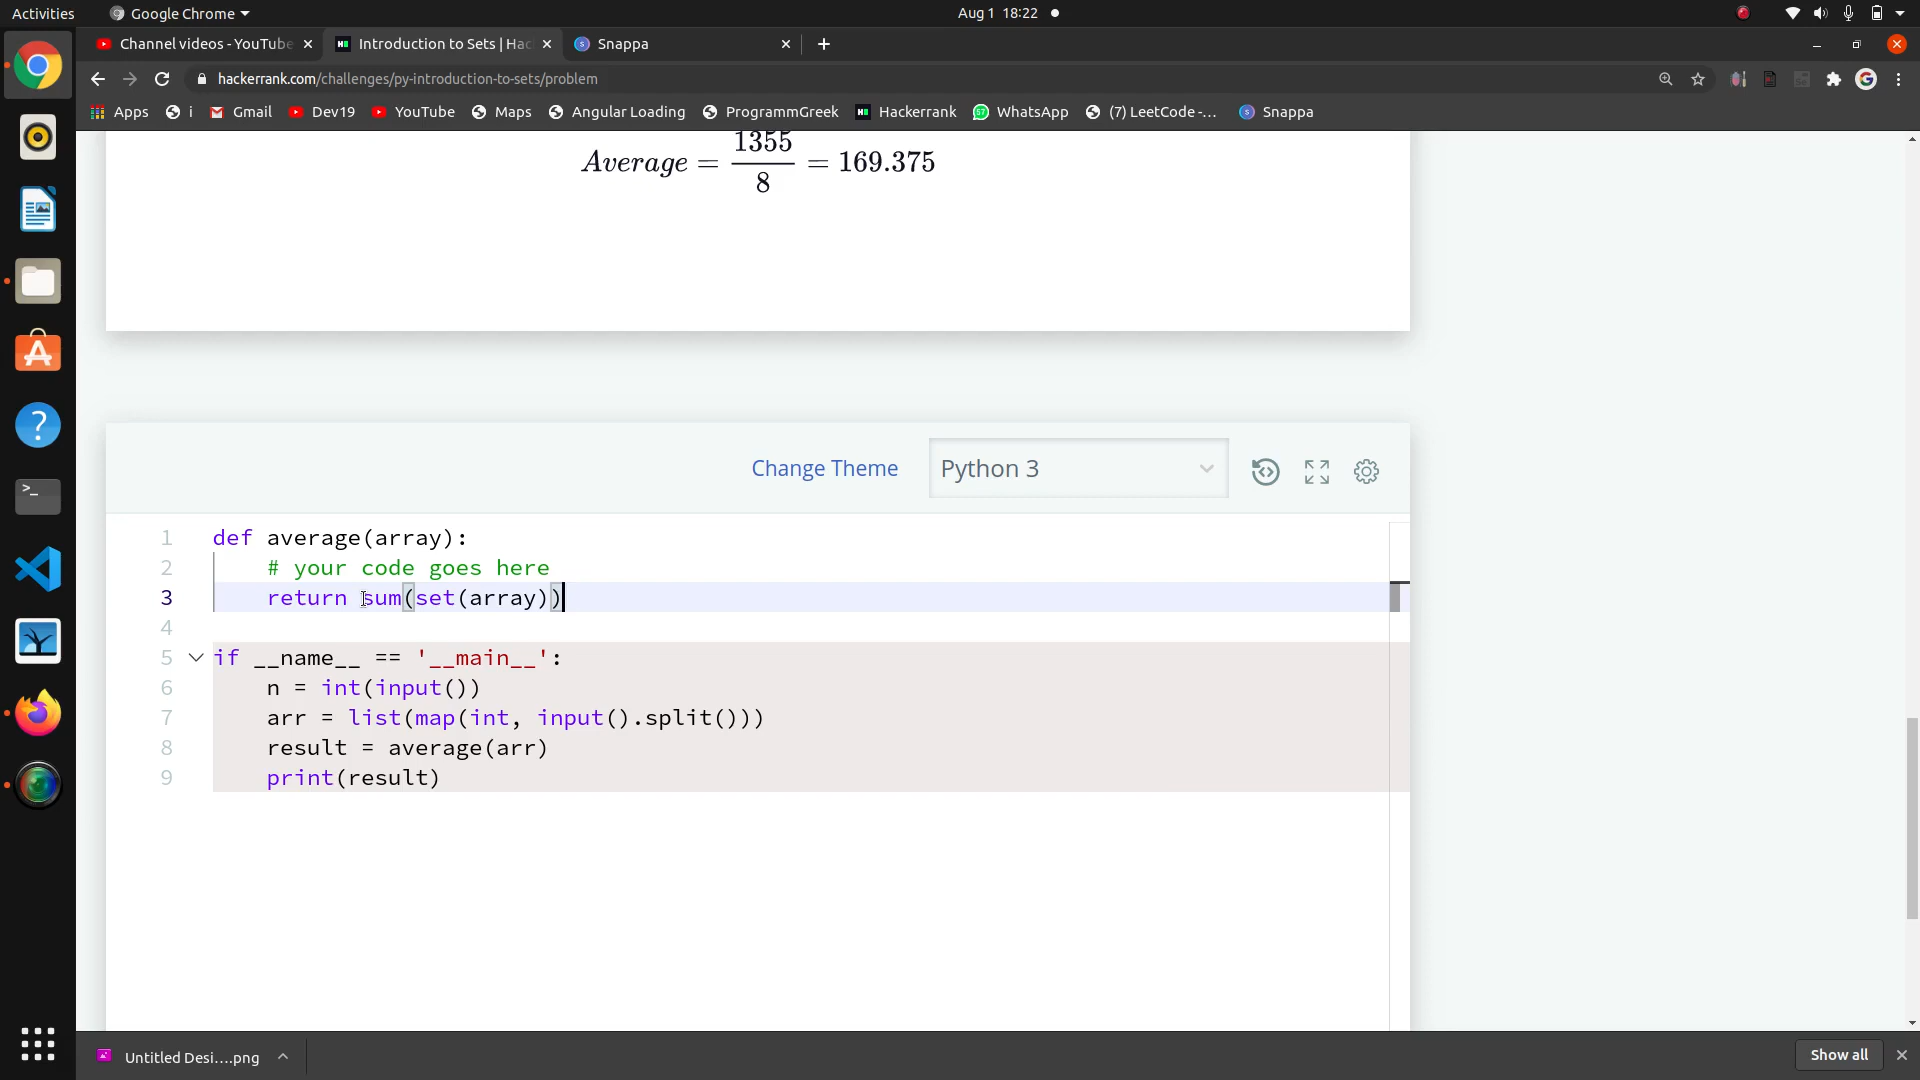 Activities Google Chrome Aug 1 18:22
Channel videos - YouTube Introduction to Sets | Hac Snappa
hackerrank.com/challenges/py-introduction-to-sets/problem
Apps i Gmail Dev19 YouTube Maps Angular Loading ProgrammGreek Hackerrank WhatsApp (7) LeetCode -... Snappa
Average = 1355 / 8 = 169.375
Change Theme Python 3
1 def average(array):
2 # your code goes here
3 return sum(set(array))
4
5 if __name__ == '__main__':
6 n = int(input())
7 arr = list(map(int, input().split()))
8 result = average(arr)
9 print(result)
Untitled Desi....png Show all